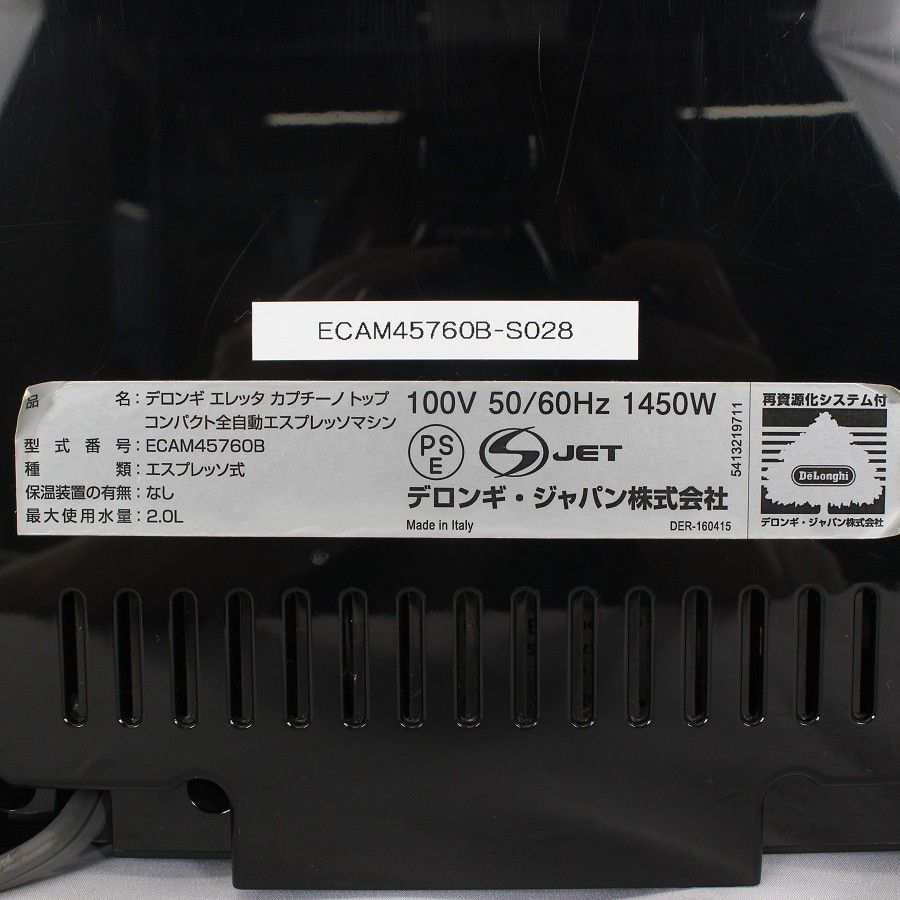 ECAM45760B-S028
品 名：デロンギ エレッタ カプチーノ トップ
コンパクト全自動エスプレッソマシン
型 式 番 号：ECAM45760B
種 類：エスプレッソ式
保温装置の有無：なし
最大使用水量：2.0L
100V 50/60Hz 1450W
PS
E
S JET
デロンギ・ジャパン株式会社
Made in Italy
DER-160415
5413219711
再資源化システム付
DeLonghi
デロンギ・ジャパン株式会社